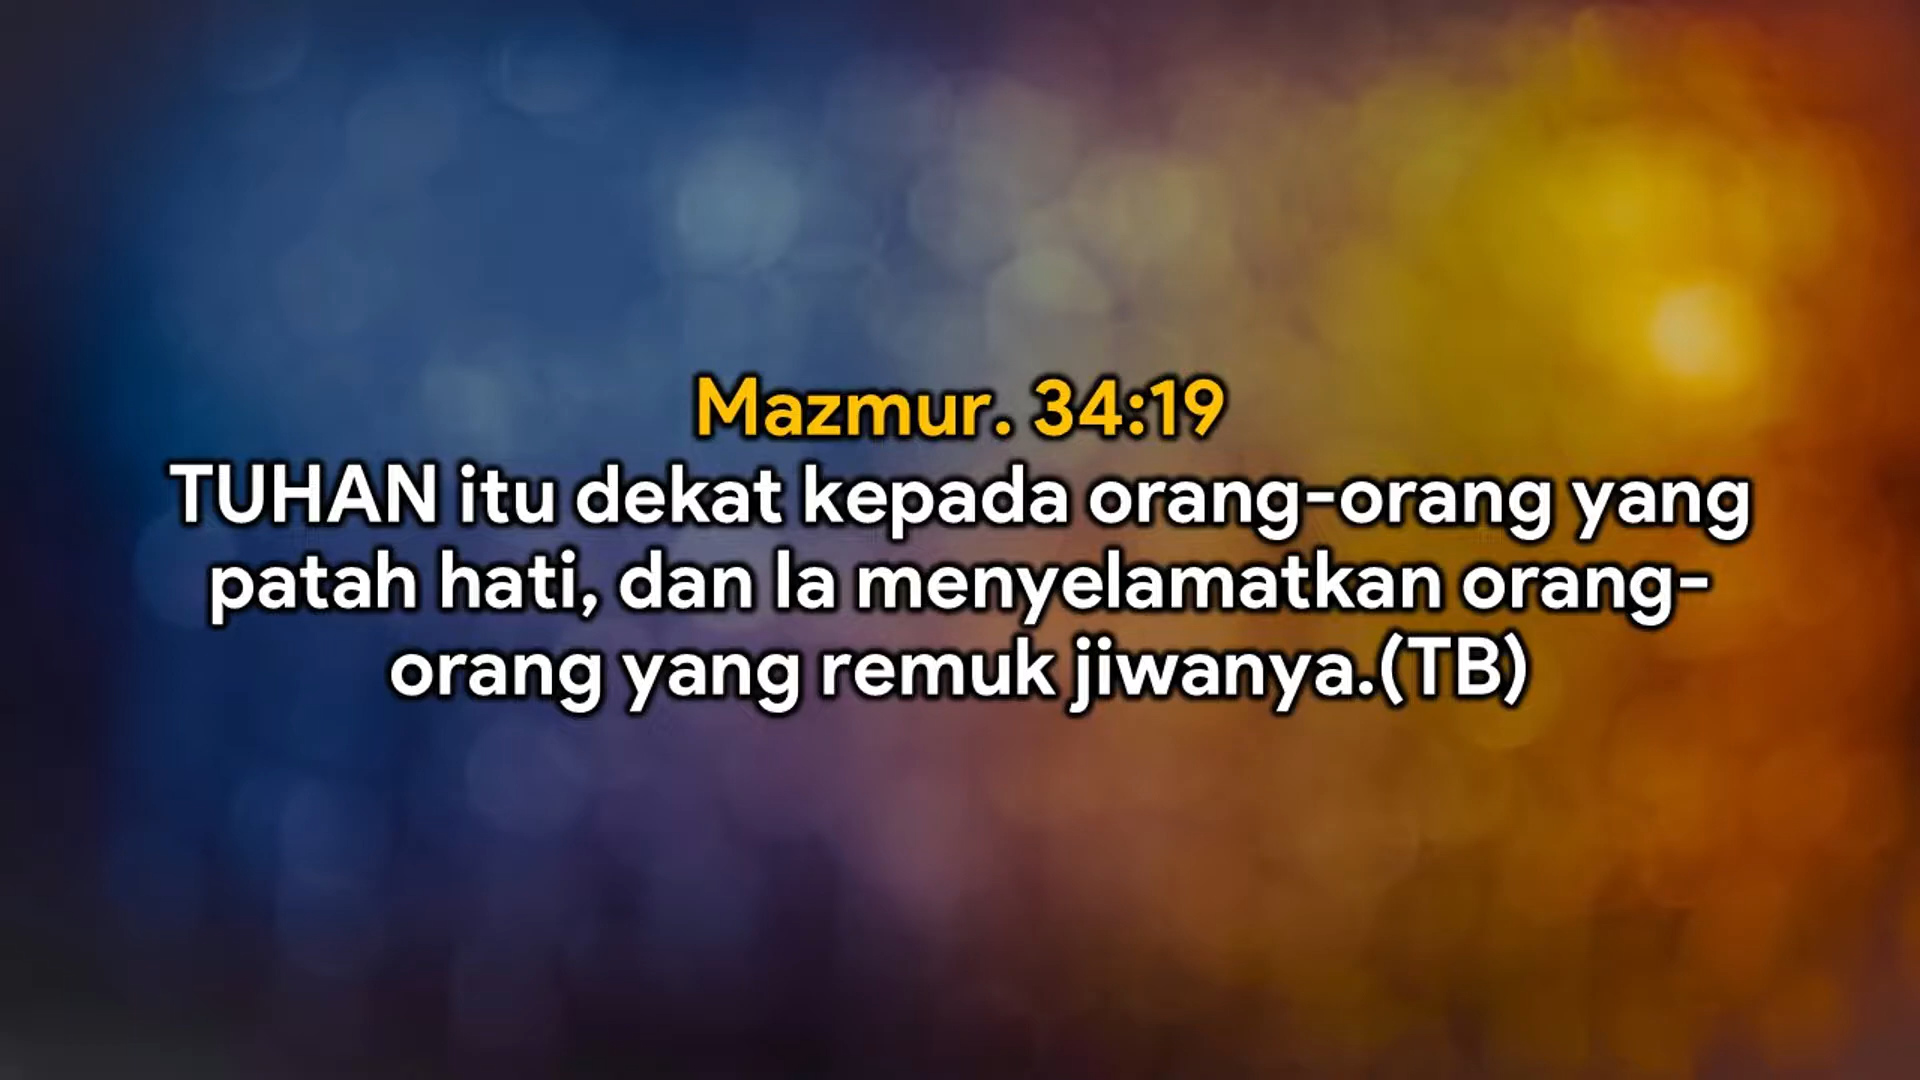 Mazmur. 34:19
TUHAN itu dekat kepada orang-orang yang
patah hati, dan Ia menyelamatkan orang-
orang yang remuk jiwanya.(TB)